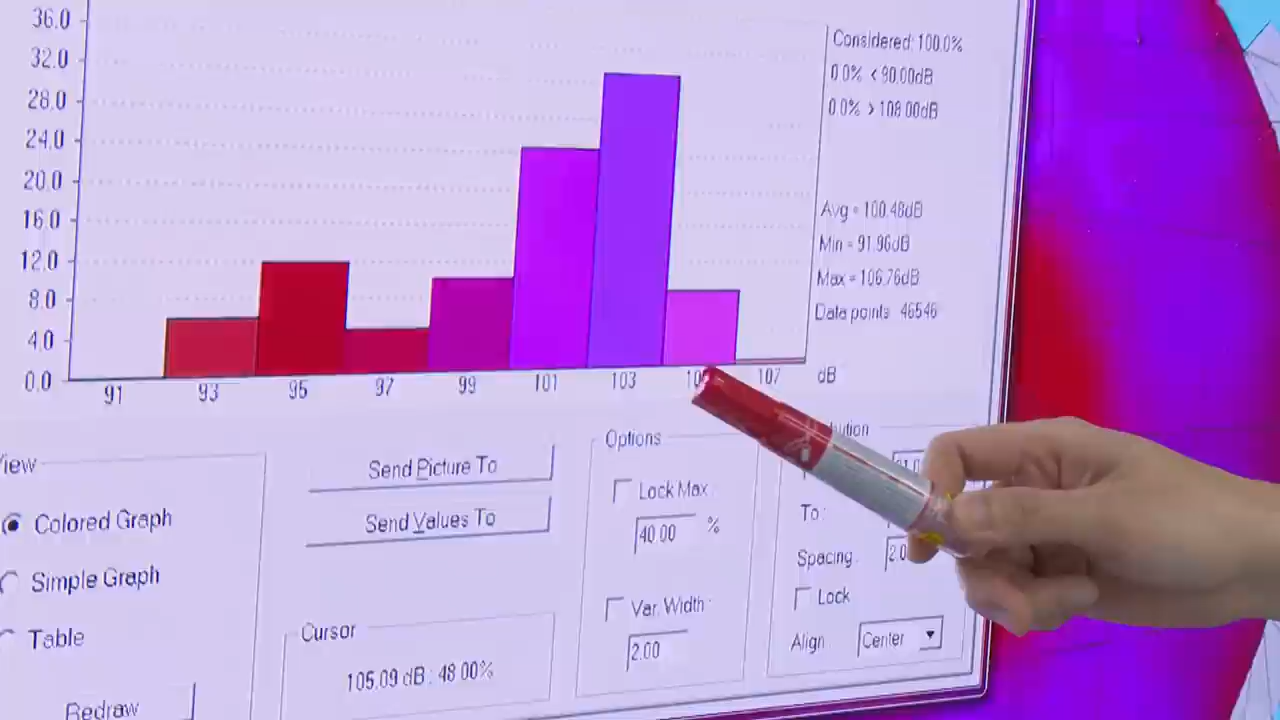 36.0
32.0
28.0
24.0
20.0
16.0
12.0
8.0
4.0
0.0
91 93 95 97 99 101 103 107 dB
Considered: 100.0%
0.0% < 90.00dB
0.0% > 108.00dB
Avg = 100.48dB
Min = 91.96dB
Max = 106.76dB
Data points: 46546
Colored Graph
Simple Graph
Table
Redraw
Send Picture To
Send Values To
Cursor
105.09 dB : 48.00%
Options
Lock Max:
40.00 %
Var. Width:
2.00
To:
Spacing:
Lock
Align Center